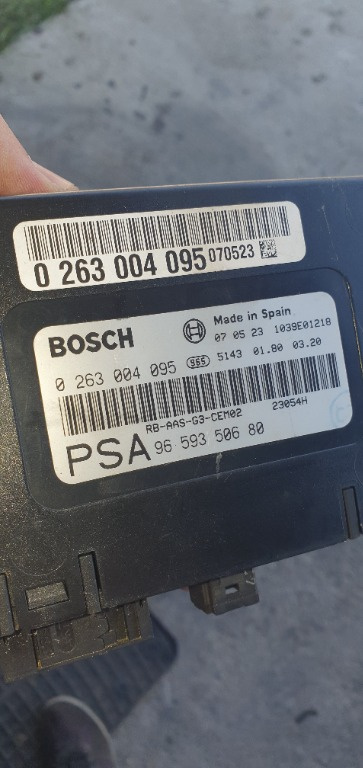 0 263 004 095 070523
BOSCH
Made in Spain
07 05 23 1039E01218
0 263 004 095 5143 01.80 03.20
RB-AAS-G3-CEM02 23054H
PSA 96 593 506 80